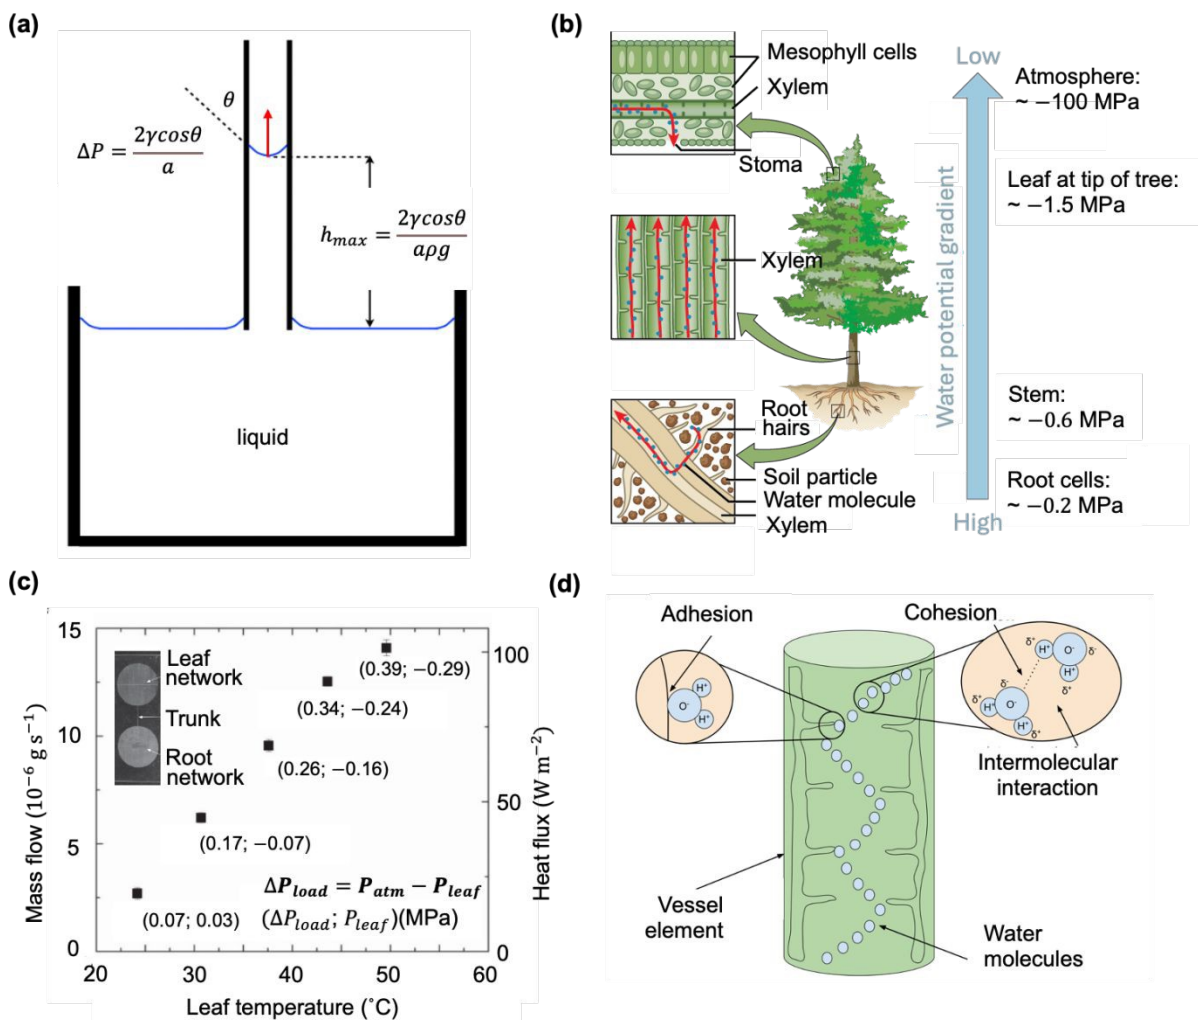 (a)
θ
ΔP = 2γcosθ / a
h_max = 2γcosθ / aρg
liquid
(b)
Mesophyll cells
Xylem
Stoma
Xylem
Root
hairs
Soil particle
Water molecule
Xylem
Low
Water potential gradient
High
Atmosphere:
~ −100 MPa
Leaf at tip of tree:
~ −1.5 MPa
Stem:
~ −0.6 MPa
Root cells:
~ −0.2 MPa
(c)
Mass flow (10⁻⁶ g s⁻¹)
15
10
5
0
Leaf
network
Trunk
Root
network
(0.39; −0.29)
(0.34; −0.24)
(0.26; −0.16)
(0.17; −0.07)
(0.07; 0.03)
ΔP_load = P_atm − P_leaf
(ΔP_load; P_leaf)(MPa)
100
50
0
Heat flux (W m⁻²)
20 30 40 50 60
Leaf temperature (˚C)
(d)
Adhesion
O⁻
H⁺
H⁺
Cohesion
δ⁺
H⁺
O⁻
δ⁻
H⁺
δ⁺
δ⁻
δ⁺
H⁺
O⁻
H⁺
δ⁺
Intermolecular
interaction
Vessel
element
Water
molecules